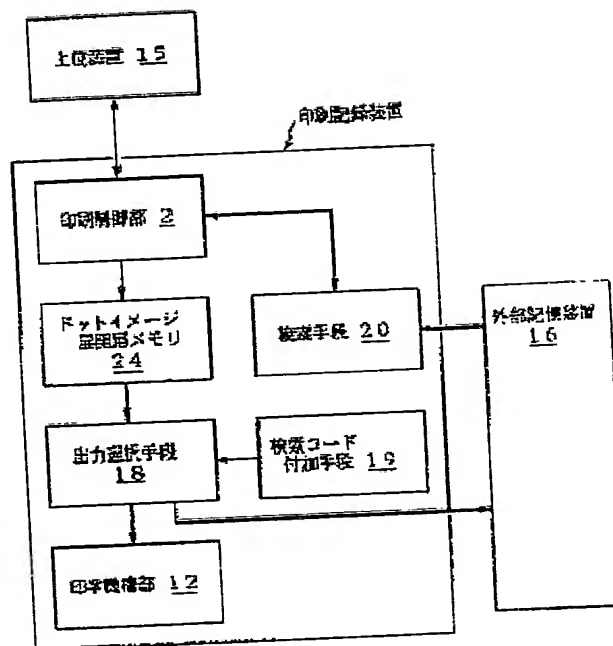 上位装置 15
印刷記録装置
印刷制御部 2
ドットイメージ
展開用メモリ
24
検索手段 20
外部記憶装置
16
出力選択手段
18
検索コード
付加手段 19
印字機構部 12